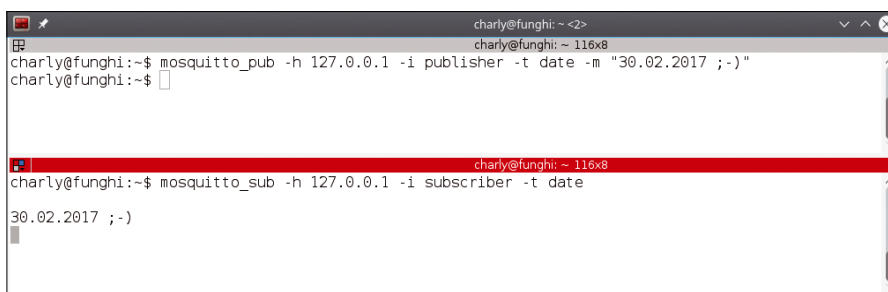 charly@funghi: ~ <2>
charly@funghi: ~ 116x8
charly@funghi:~$ mosquitto_pub -h 127.0.0.1 -i publisher -t date -m "30.02.2017 ;-)"
charly@funghi:~$
charly@funghi: ~ 116x8
charly@funghi:~$ mosquitto_sub -h 127.0.0.1 -i subscriber -t date
30.02.2017 ;-)